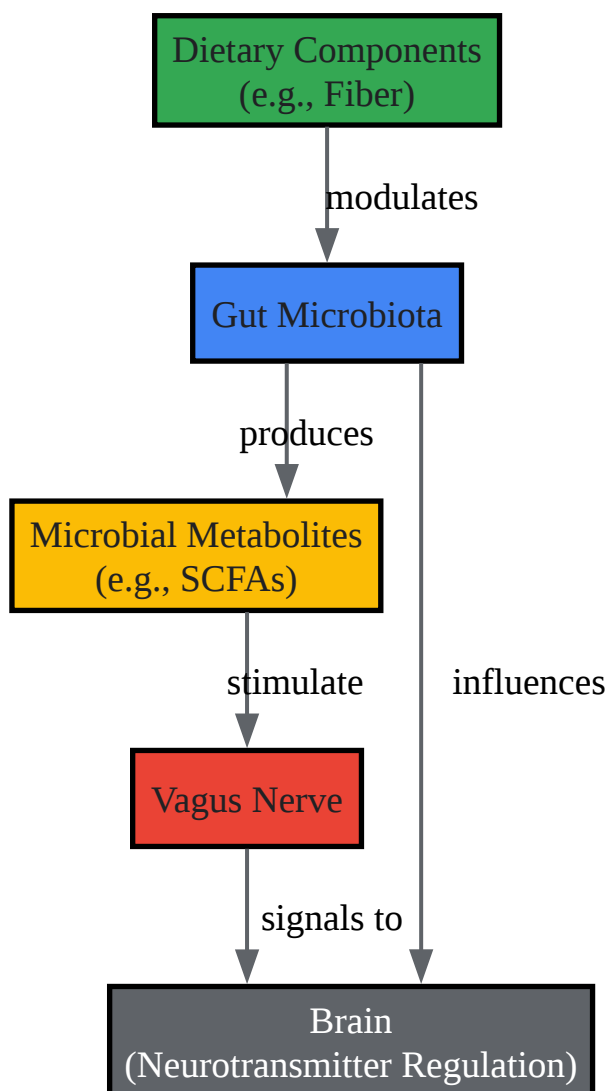 Dietary Components
(e.g., Fiber)
modulates
Gut Microbiota
produces
Microbial Metabolites
(e.g., SCFAs)
stimulate
influences
Vagus Nerve
signals to
Brain
(Neurotransmitter Regulation)